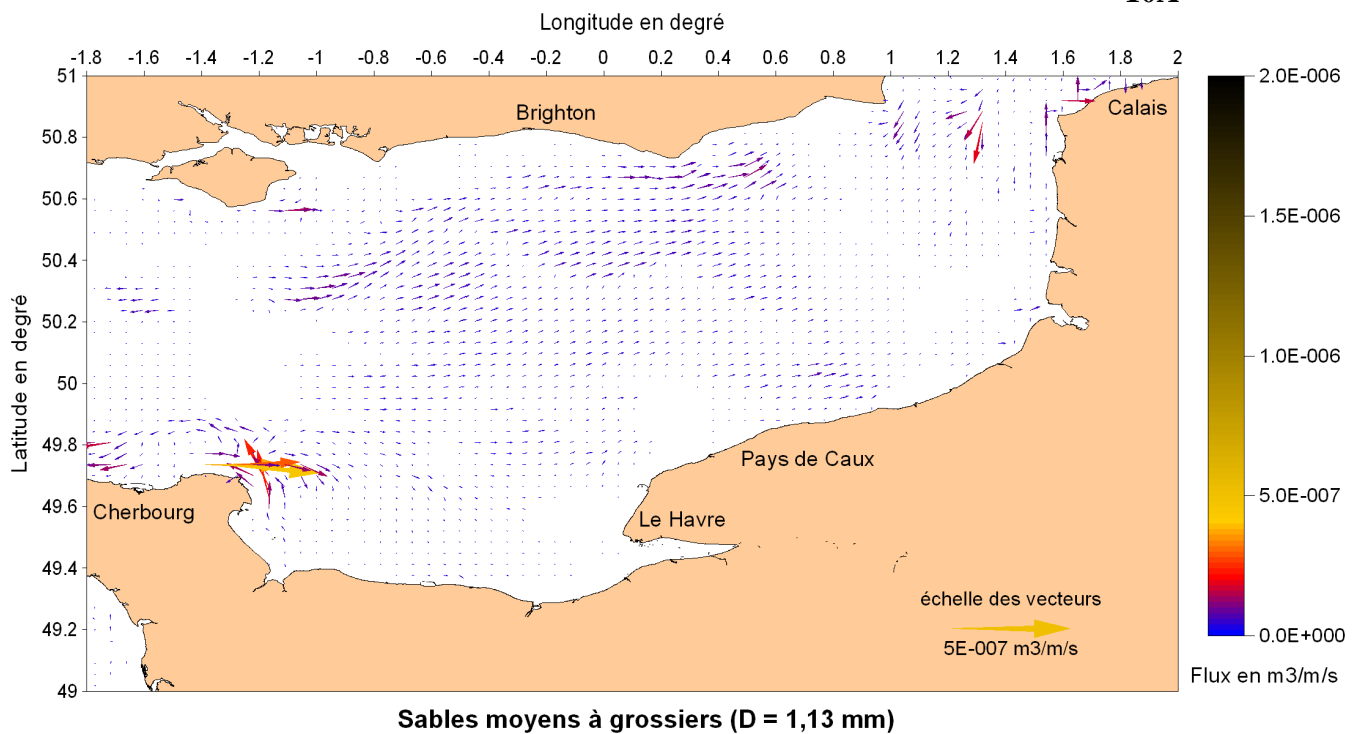 Longitude en degré
-1.8 -1.6 -1.4 -1.2 -1 -0.8 -0.6 -0.4 -0.2 0 0.2 0.4 0.6 0.8 1 1.2 1.4 1.6 1.8 2
51
50.8
50.6
50.4
50.2
50
49.8
49.6
49.4
49.2
49
Latitude en degré
Brighton
Calais
Pays de Caux
Cherbourg
Le Havre
échelle des vecteurs
5E-007 m3/m/s
2.0E-006
1.5E-006
1.0E-006
5.0E-007
0.0E+000
Flux en m3/m/s
Sables moyens à grossiers (D = 1,13 mm)